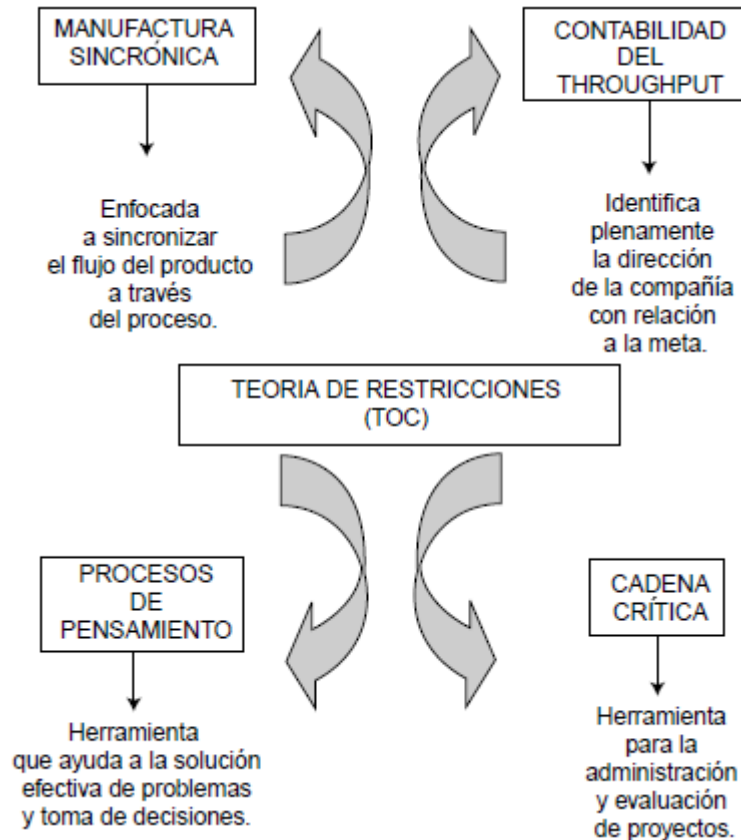 MANUFACTURA
SINCRÓNICA
Enfocada
a sincronizar
el flujo del producto
a través
del proceso.
CONTABILIDAD
DEL
THROUGHPUT
Identifica
plenamente
la dirección
de la compañía
con relación
a la meta.
TEORIA DE RESTRICCIONES
(TOC)
PROCESOS
DE
PENSAMIENTO
Herramienta
que ayuda a la solución
efectiva de problemas
y toma de decisiones.
CADENA
CRÍTICA
Herramienta
para la
administración
y evaluación
de proyectos.